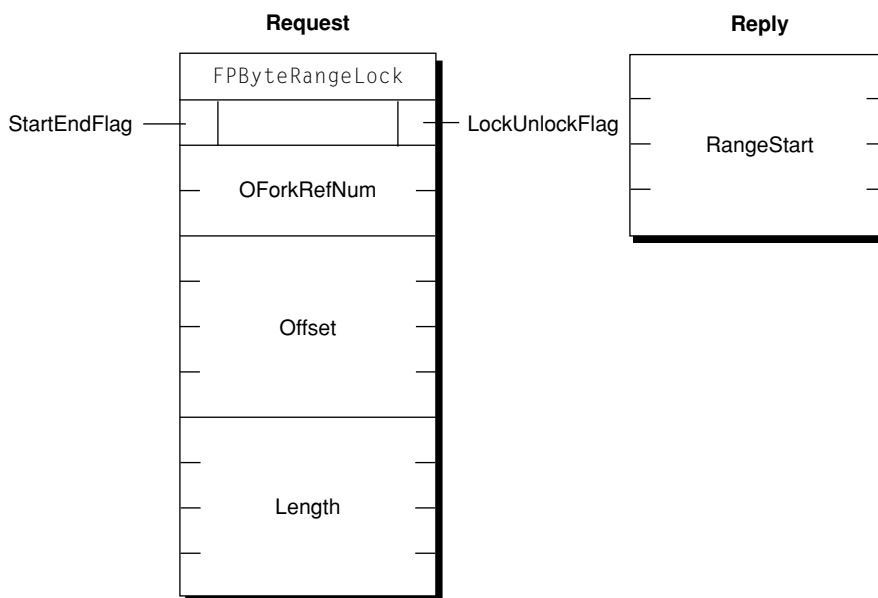 Request
FPByteRangeLock
StartEndFlag
LockUnlockFlag
OForkRefNum
Offset
Length
Reply
RangeStart